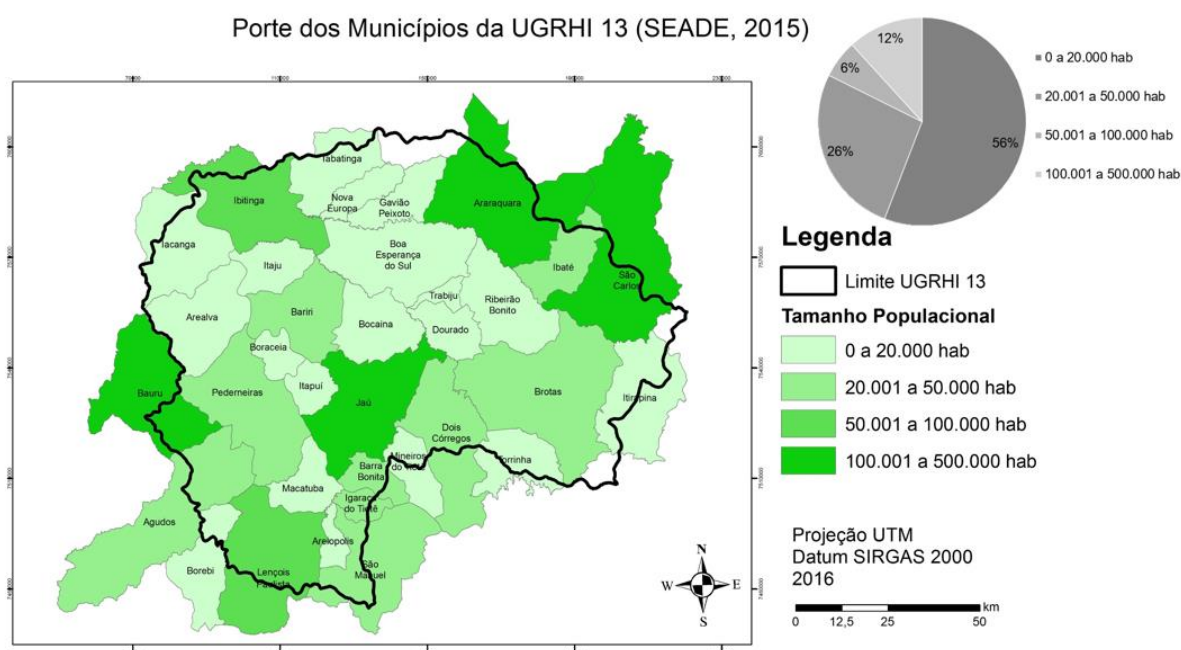 Porte dos Municípios da UGRHI 13 (SEADE, 2015)
12%
6%
26%
56%
0 a 20.000 hab
20.001 a 50.000 hab
50.001 a 100.000 hab
100.001 a 500.000 hab
Tabatinga
Ibitinga
Nova
Europa
Gavião
Peixoto
Araraquara
Iacanga
Itaju
Boa
Esperança
do Sul
Ibaté
São
Carlos
Arealva
Bariri
Trabiju
Ribeirão
Bonito
Bocaina
Dourado
Boraceia
Itapuí
Bauru
Pederneiras
Jaú
Brotas
Itirapina
Dois
Córregos
Mineiros
do Tietê
Torrinha
Barra
Bonita
Macatuba
Igaraçu
do Tietê
Agudos
Areiópolis
Borebi
Lençóis
Paulista
São
Manuel
Legenda
Limite UGRHI 13
Tamanho Populacional
0 a 20.000 hab
20.001 a 50.000 hab
50.001 a 100.000 hab
100.001 a 500.000 hab
Projeção UTM
Datum SIRGAS 2000
2016
N
W E
S
km
0 12,5 25 50